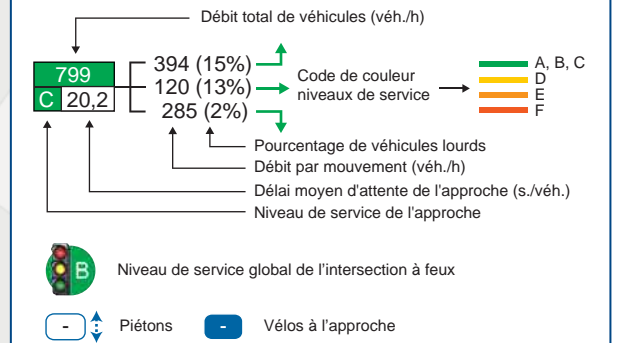 Débit total de véhicules (véh./h)
799
C 20,2
394 (15%)
120 (13%)
285 (2%)
Code de couleur
niveaux de service
A, B, C
D
E
F
Pourcentage de véhicules lourds
Débit par mouvement (véh./h)
Délai moyen d'attente de l'approche (s./véh.)
Niveau de service de l'approche
B
Niveau de service global de l'intersection à feux
- Piétons
- Vélos à l'approche